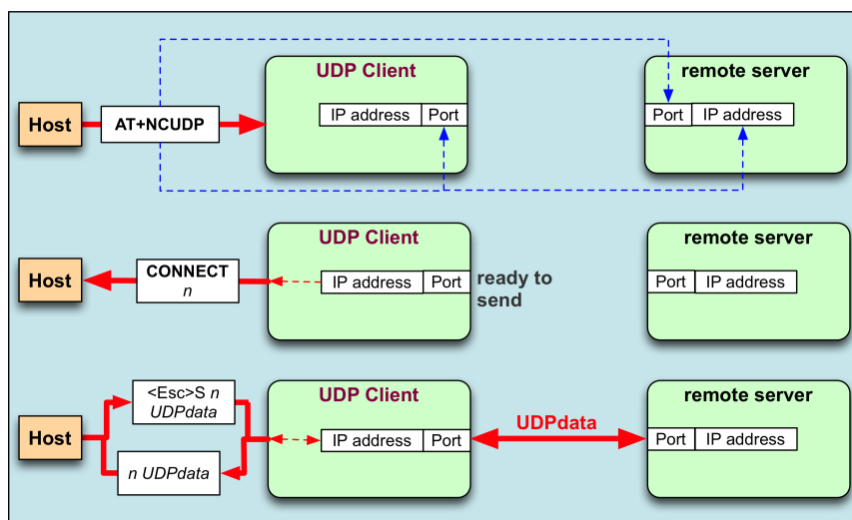 UDP Client
remote server
Host
AT+NCUDP
IP address
Port
Port
IP address
UDP Client
remote server
Host
CONNECT
n
IP address
Port
ready to
send
Port
IP address
UDP Client
remote server
<Esc>S n
UDPdata
Host
IP address
Port
UDPdata
Port
IP address
n UDPdata